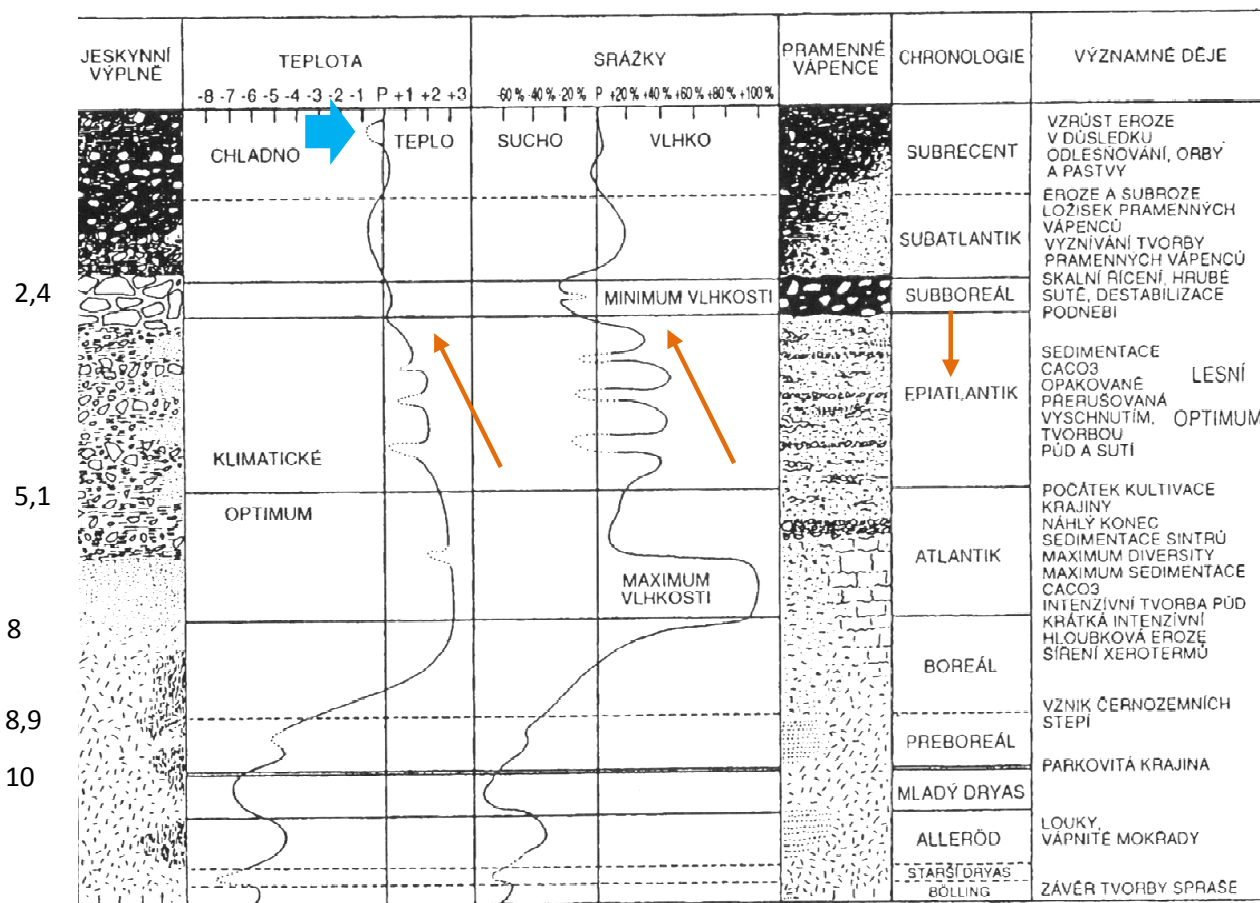 JESKYNNÍ
VÝPLNĚ
TEPLOTA
-8 -7 -6 -5 -4 -3 -2 -1 P +1 +2 +3
CHLADNO
TEPLO
KLIMATICKÉ
OPTIMUM
SRÁŽKY
-60% -40% -20% P +20% +40% +60% +80% +100%
SUCHO
VLHKO
MINIMUM VLHKOSTI
MAXIMUM
VLHKOSTI
PRAMENNÉ
VÁPENCE
CHRONOLOGIE
SUBRECENT
SUBATLANTIK
SUBBOREÁL
EPIATLANTIK
ATLANTIK
BOREÁL
PREBOREÁL
MLADÝ DRYAS
ALLERÖD
STARŠÍ DRYAS
BÖLLING
VÝZNAMNÉ DĚJE
VZRŮST EROZE
V DŮSLEDKU
ODLESŇOVÁNÍ, ORBY
A PASTVY
EROZE A SUBROZE
LOŽISEK PRAMENNÝCH
VÁPENCŮ
VYZNÍVÁNÍ TVORBY
PRAMENNÝCH VÁPENCŮ
SKALNÍ ŘÍCENÍ, HRUBÉ
SUTĚ, DESTABILIZACE
PODNEBÍ
SEDIMENTACE
CACO3
OPAKOVANĚ
PŘERUŠOVANÁ
VYSCHNUTÍM,
TVORBOU
PŮD A SUTÍ
LESNÍ
OPTIMUM
POČÁTEK KULTIVACE
KRAJINY
NÁHLÝ KONEC
SEDIMENTACE SINTRŮ
MAXIMUM DIVERSITY
MAXIMUM SEDIMENTACE
CACO3
INTENZÍVNÍ TVORBA PŮD
KRÁTKÁ INTENZÍVNÍ
HLOUBKOVÁ EROZE
ŠÍŘENÍ XEROTERMŮ
VZNIK ČERNOZEMNÍCH
STEPÍ
PARKOVITÁ KRAJINA
LOUKY,
VÁPNITÉ MOKŘADY
ZÁVĚR TVORBY SPRAŠE
2,4
5,1
8
8,9
10